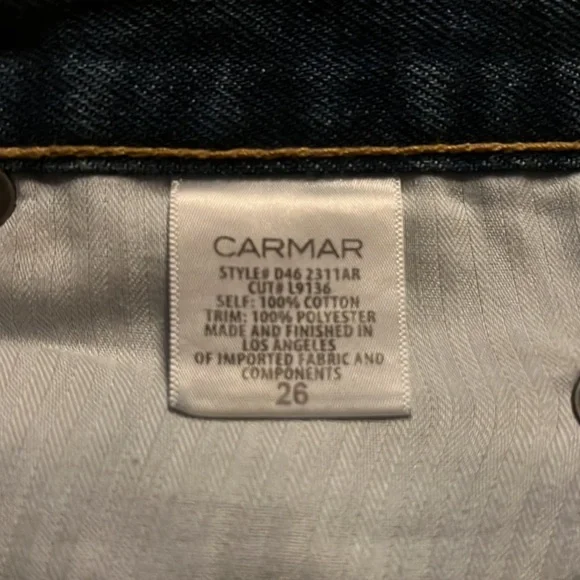 CARMAR
STYLE# D46 2311AR
CUT# L9136
SELF: 100% COTTON
TRIM: 100% POLYESTER
MADE AND FINISHED IN
LOS ANGELES
OF IMPORTED FABRIC AND
COMPONENTS
26